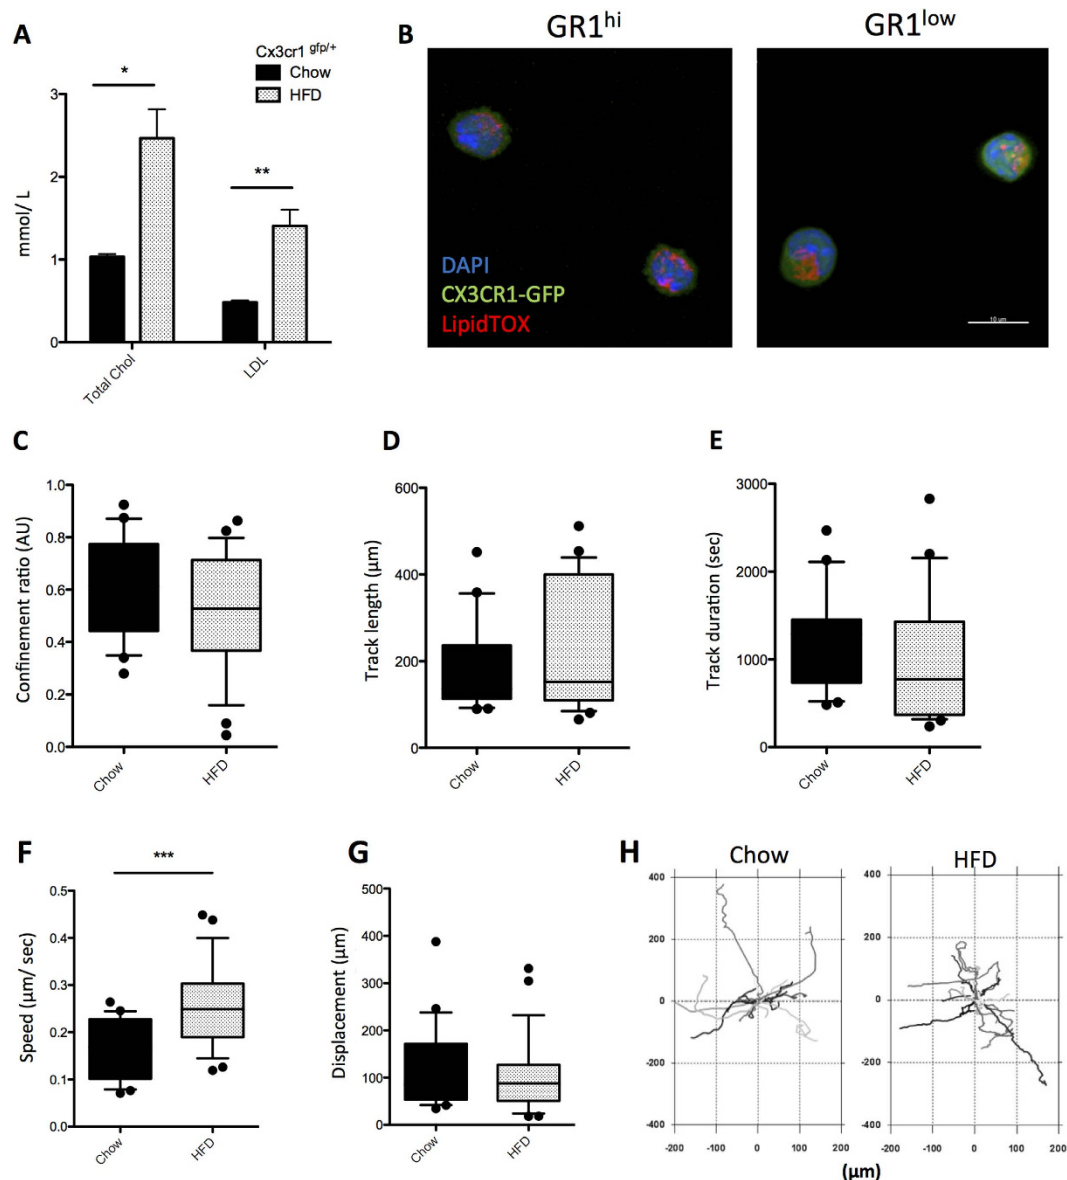 A
Cx3cr1 gfp/+
Chow
HFD
*
**
3
2
1
0
mmol/ L
Total Chol
LDL
B
GR1hi
GR1low
DAPI
CX3CR1-GFP
LipidTOX
10 um
C
Confinement ratio (AU)
1.0
0.8
0.6
0.4
0.2
0.0
Chow
HFD
D
Track length (µm)
600
400
200
0
Chow
HFD
E
Track duration (sec)
3000
2000
1000
0
Chow
HFD
F
***
Speed (µm/ sec)
0.5
0.4
0.3
0.2
0.1
0.0
Chow
HFD
G
Displacement (µm)
500
400
300
200
100
0
Chow
HFD
H
Chow
400
200
0
-200
-400
-200
-100
0
100
200
HFD
400
200
0
-200
-400
-200
-100
0
100
200
(µm)